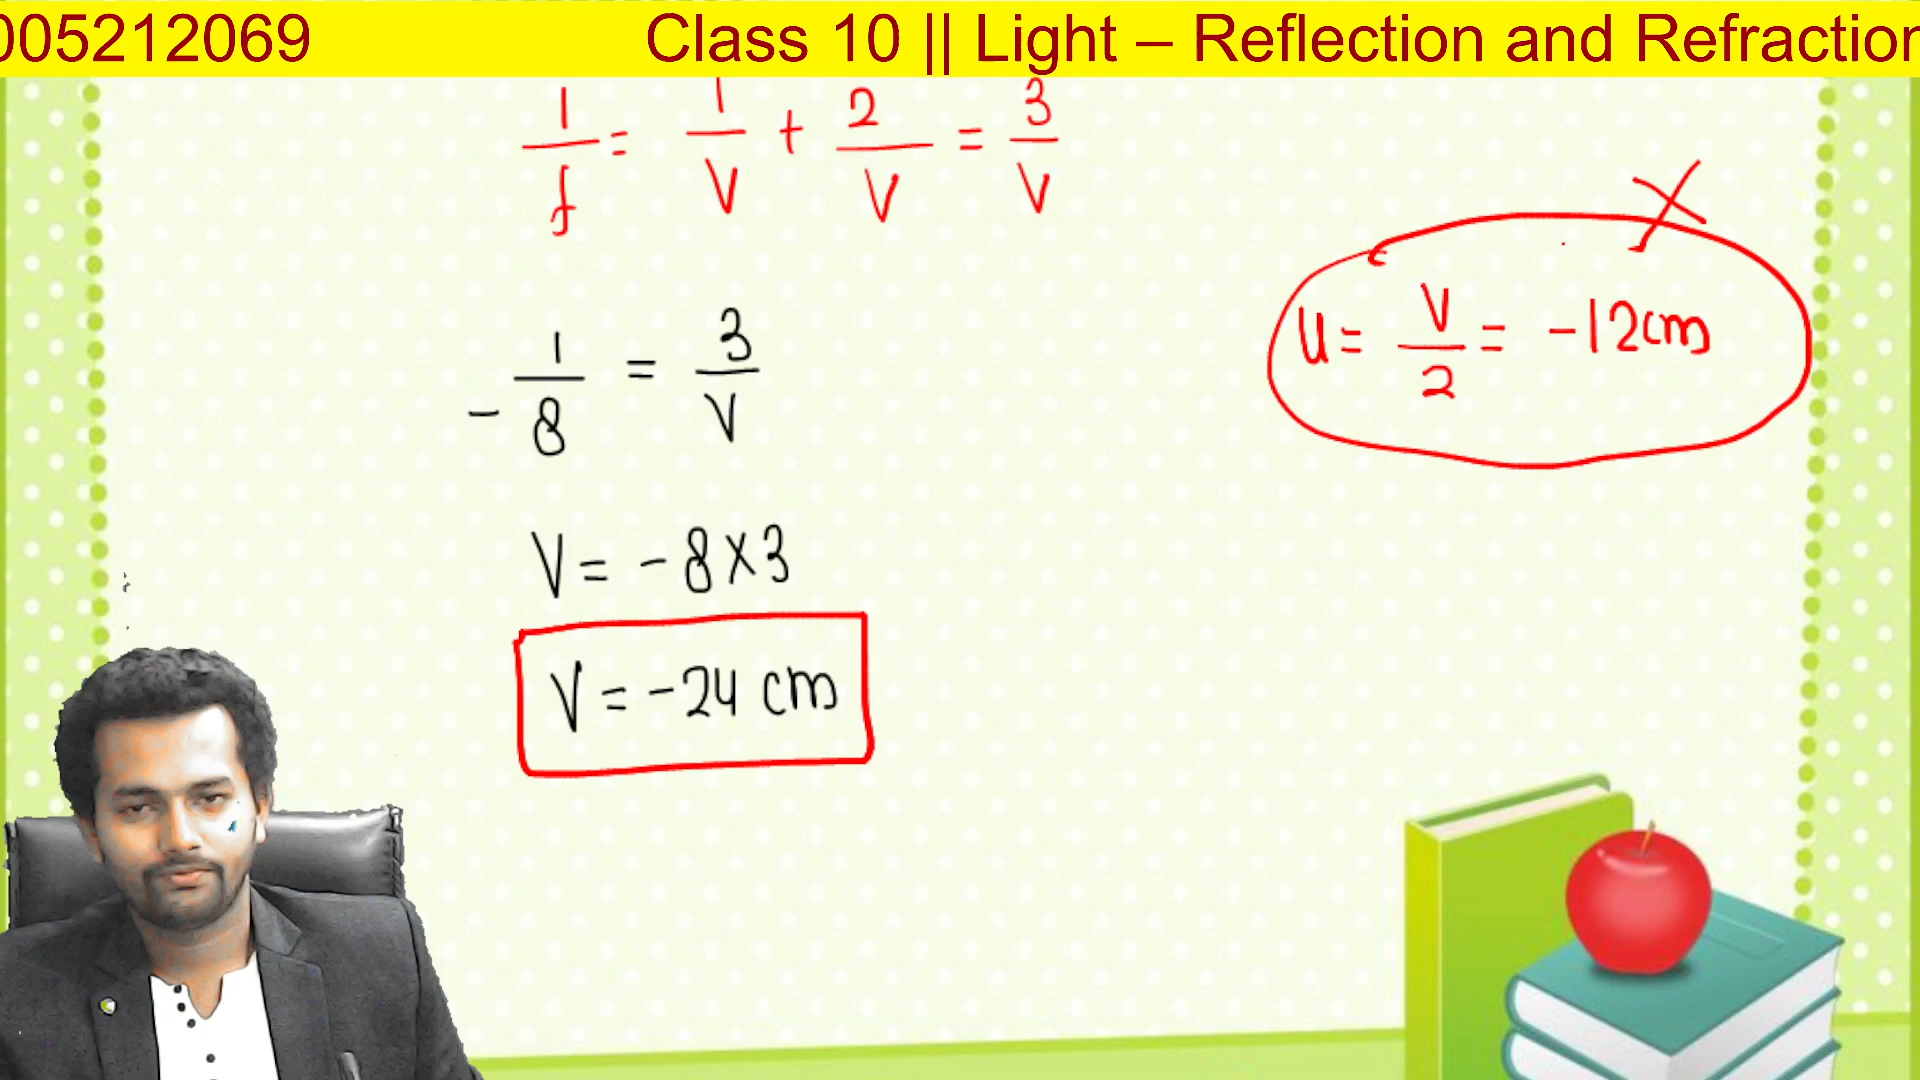 005212069 Class 10 || Light – Reflection and Refraction
1/f = 1/V + 2/V = 3/V
X
u = V/2 = -12cm
-1/8 = 3/V
V = -8×3
V = -24 cm